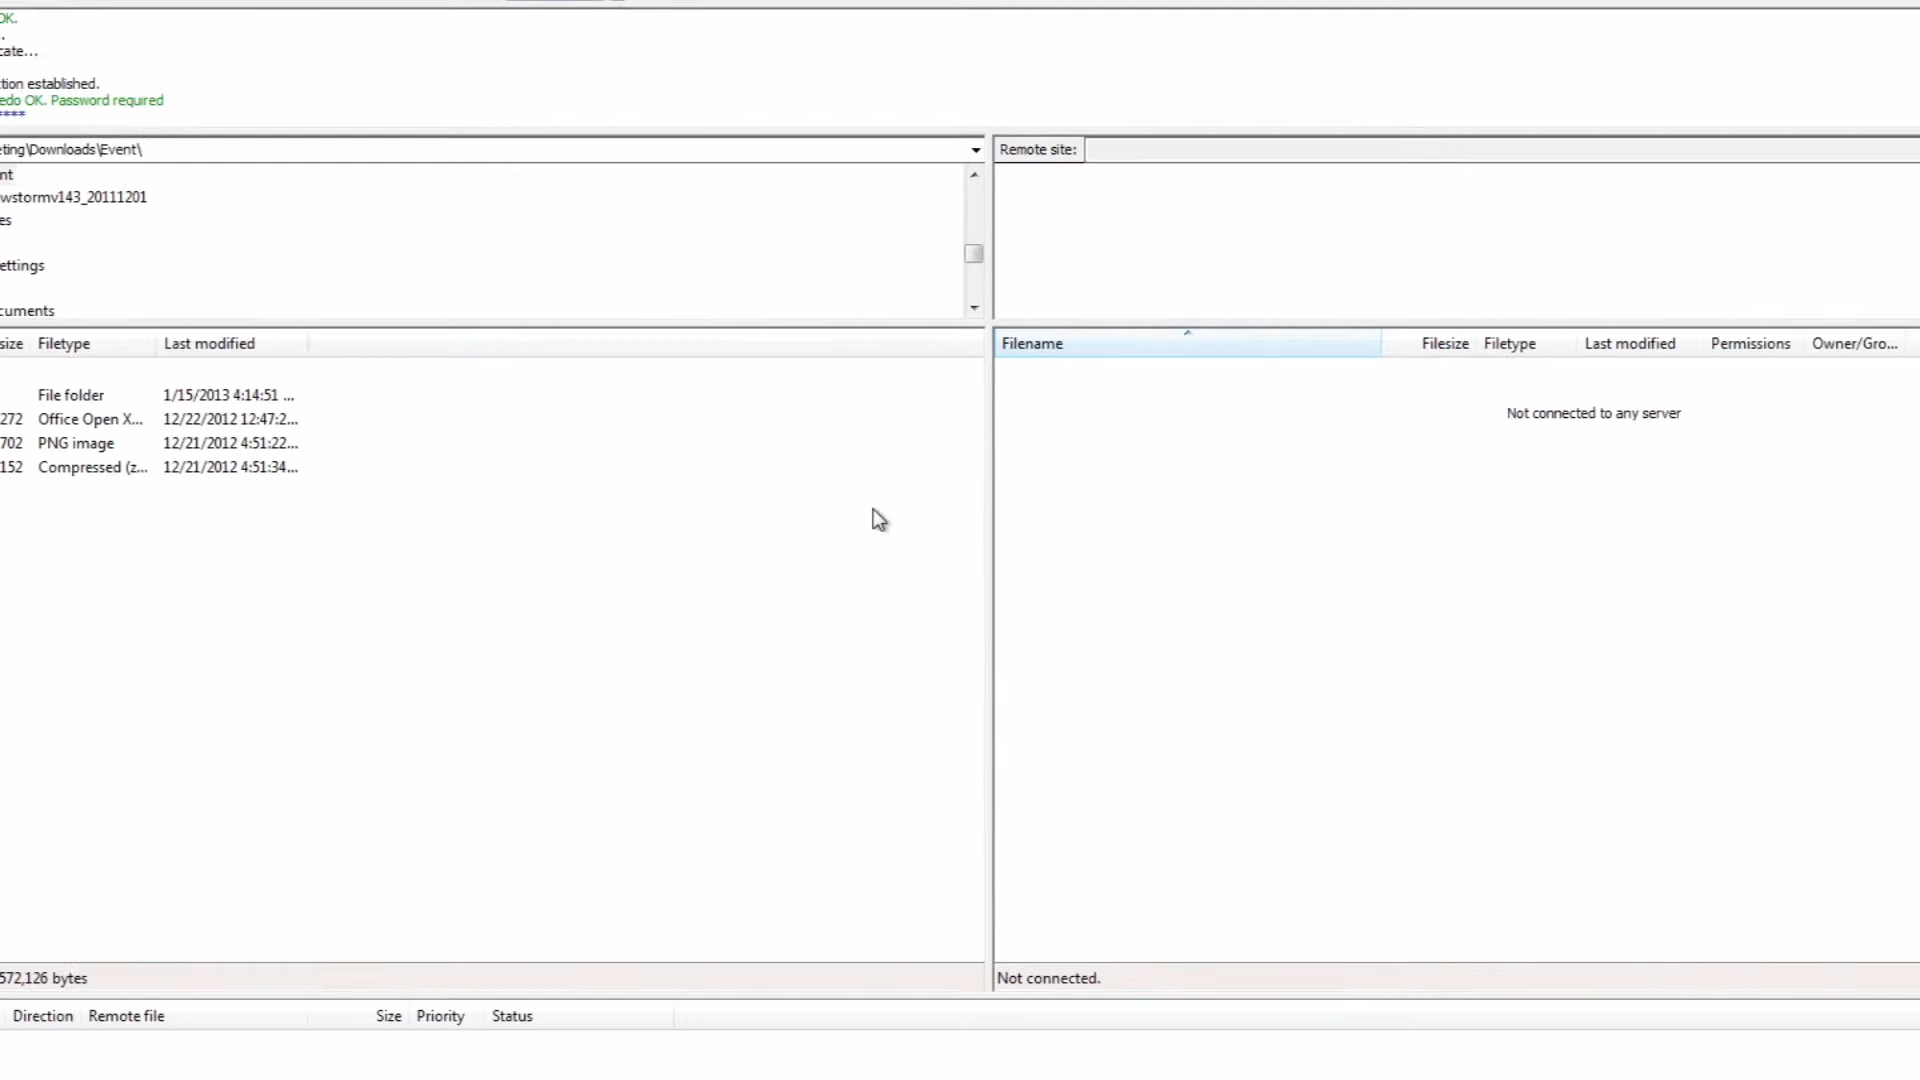 OK.
..
cate...
tion established.
edo OK. Password required
****
eting\Downloads\Event\
nt
wstormv143_20111201
es
ettings
cuments
size Filetype Last modified
File folder 1/15/2013 4:14:51 ...
272 Office Open X... 12/22/2012 12:47:2...
702 PNG image 12/21/2012 4:51:22...
152 Compressed (z... 12/21/2012 4:51:34...
572,126 bytes
Remote site:
Filename Filesize Filetype Last modified Permissions Owner/Gro...
Not connected to any server
Not connected.
Direction Remote file Size Priority Status